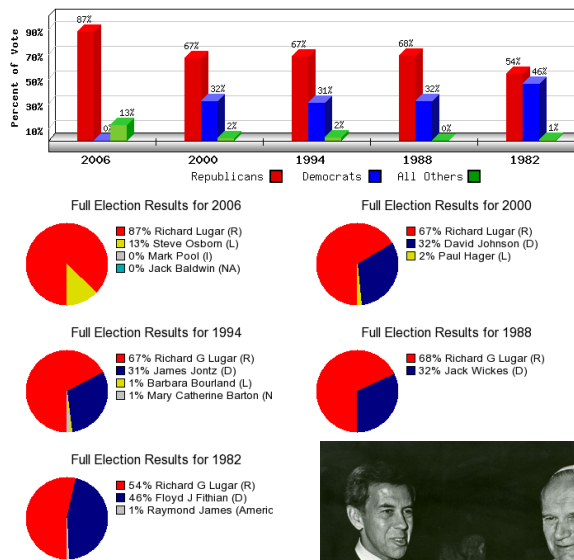 Percent of Vote
90%
70%
50%
30%
10%
87%
0%
13%
67%
32%
2%
67%
31%
2%
68%
32%
0%
54%
46%
1%
2006 2000 1994 1988 1982
Republicans Democrats All Others
Full Election Results for 2006
87% Richard Lugar (R)
13% Steve Osborn (L)
0% Mark Pool (I)
0% Jack Baldwin (NA)
Full Election Results for 2000
67% Richard Lugar (R)
32% David Johnson (D)
2% Paul Hager (L)
Full Election Results for 1994
67% Richard G Lugar (R)
31% James Jontz (D)
1% Barbara Bourland (L)
1% Mary Catherine Barton (N
Full Election Results for 1988
68% Richard G Lugar (R)
32% Jack Wickes (D)
Full Election Results for 1982
54% Richard G Lugar (R)
46% Floyd J Fithian (D)
1% Raymond James (Americ